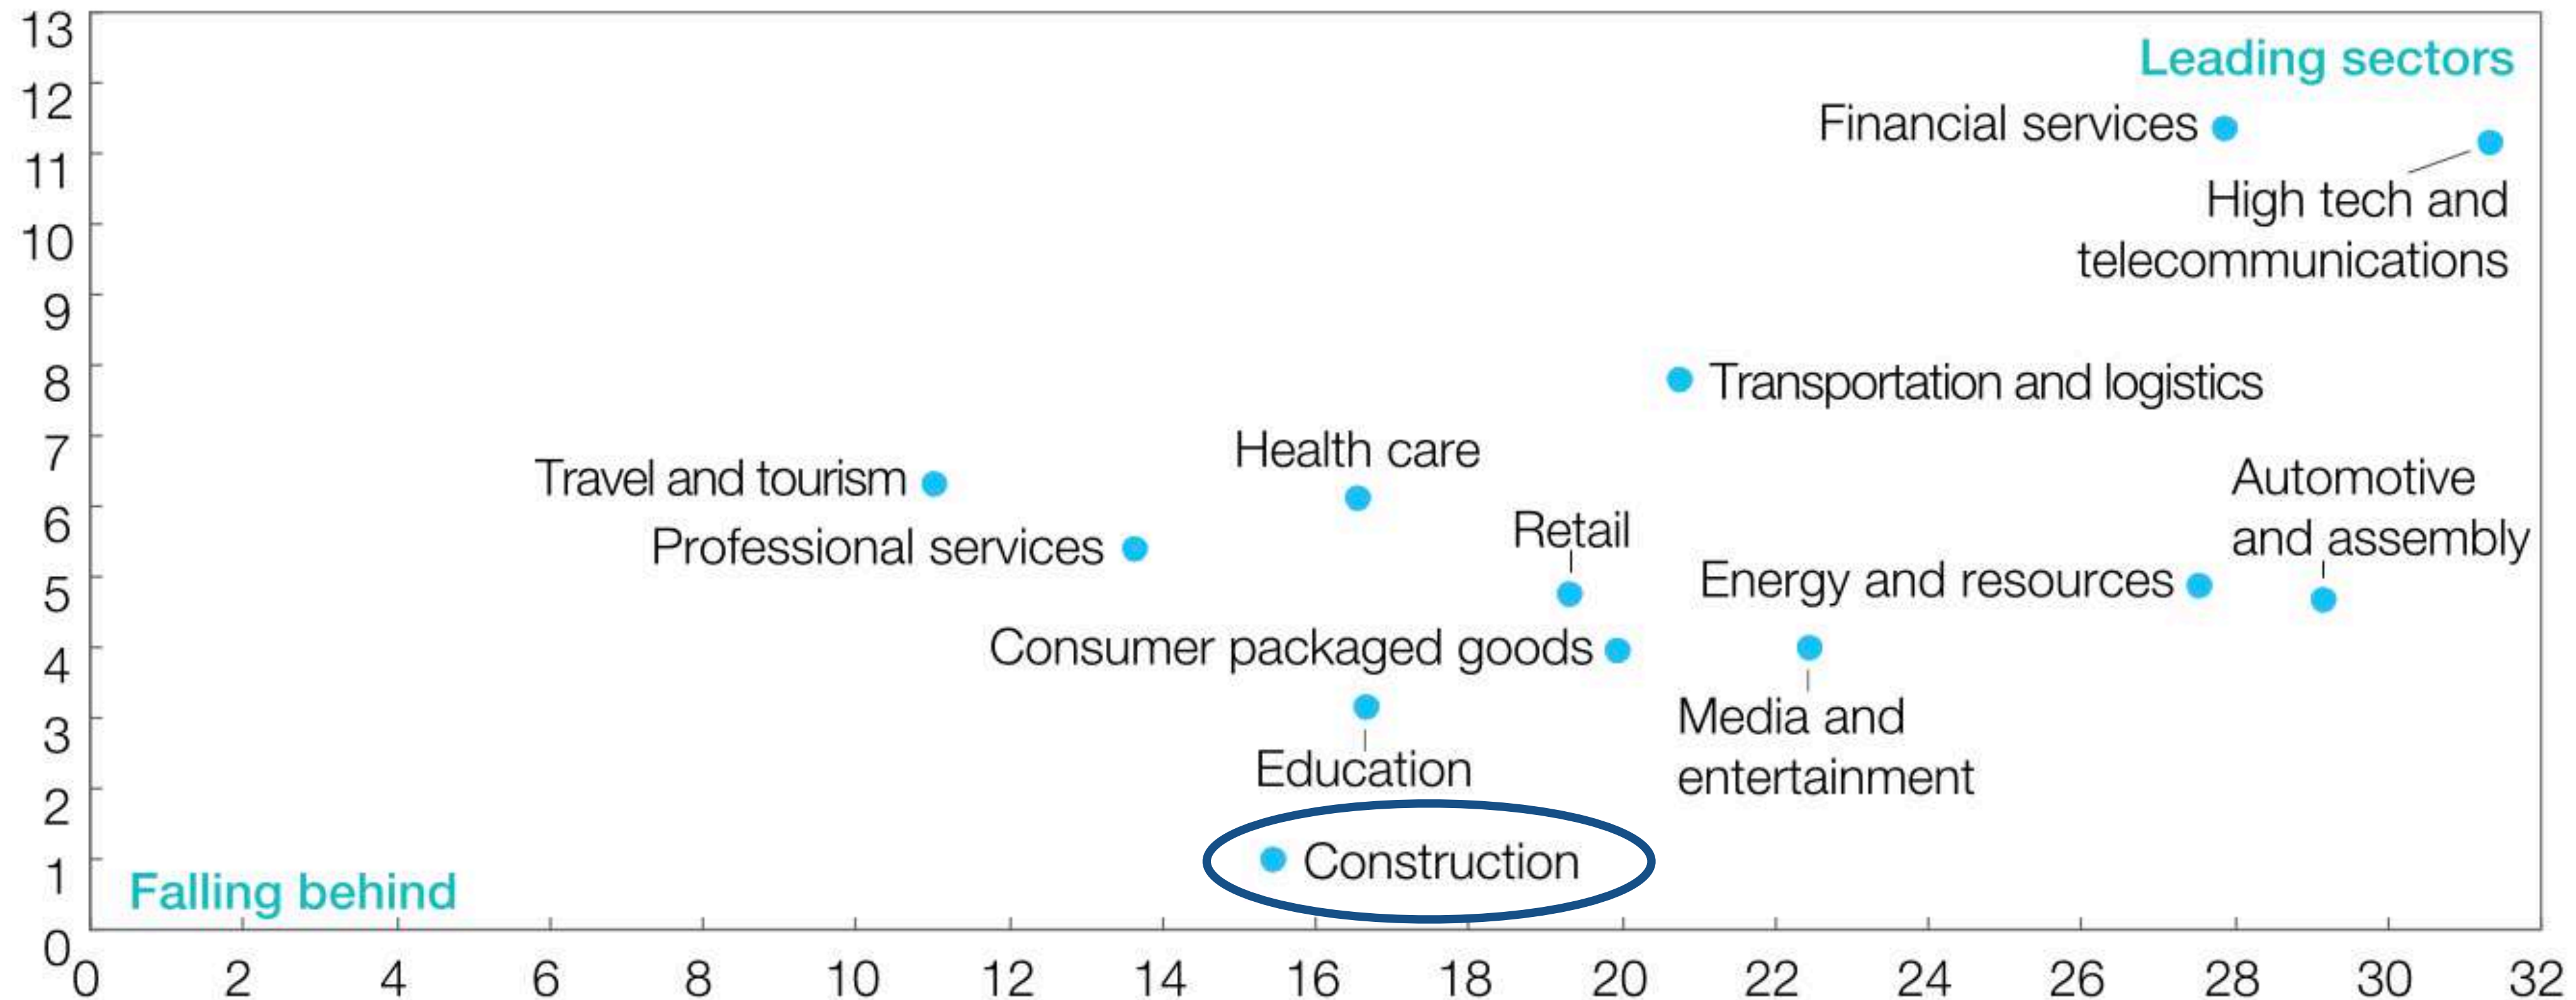 13
12
11
10
9
8
7
6
5
4
3
2
1
0
Leading sectors
Financial services
High tech and
telecommunications
Transportation and logistics
Health care
Travel and tourism
Automotive
and assembly
Retail
Professional services
Energy and resources
Consumer packaged goods
Media and
entertainment
Education
Construction
Falling behind
0 2 4 6 8 10 12 14 16 18 20 22 24 26 28 30 32